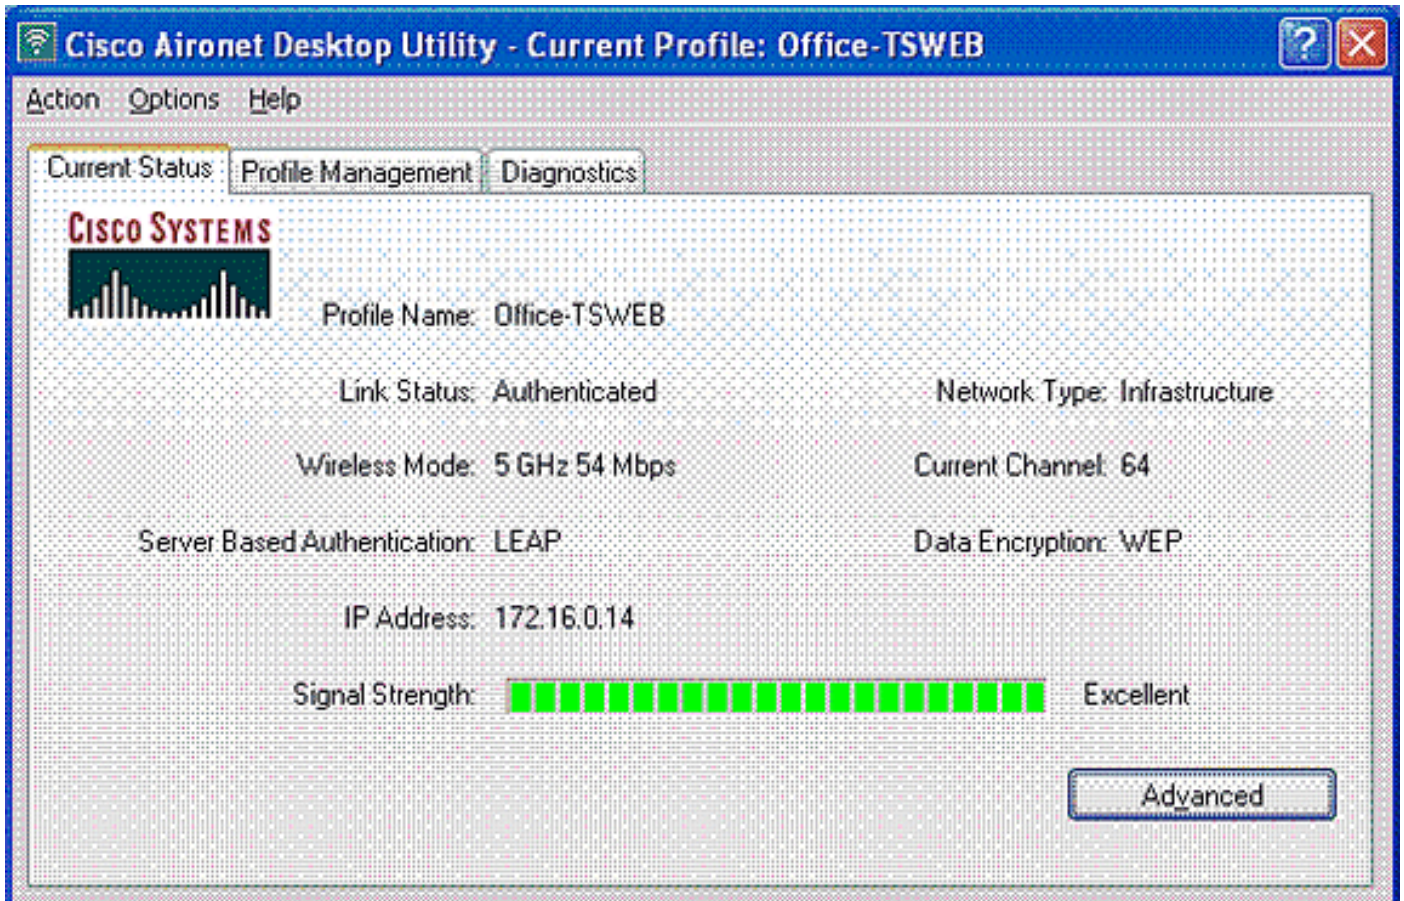 Cisco Aironet Desktop Utility - Current Profile: Office-TSWEB
Action Options Help
Current Status Profile Management Diagnostics
CISCO SYSTEMS
Profile Name: Office-TSWEB
Link Status: Authenticated Network Type: Infrastructure
Wireless Mode: 5 GHz 54 Mbps Current Channel: 64
Server Based Authentication: LEAP Data Encryption: WEP
IP Address: 172.16.0.14
Signal Strength: Excellent
Advanced